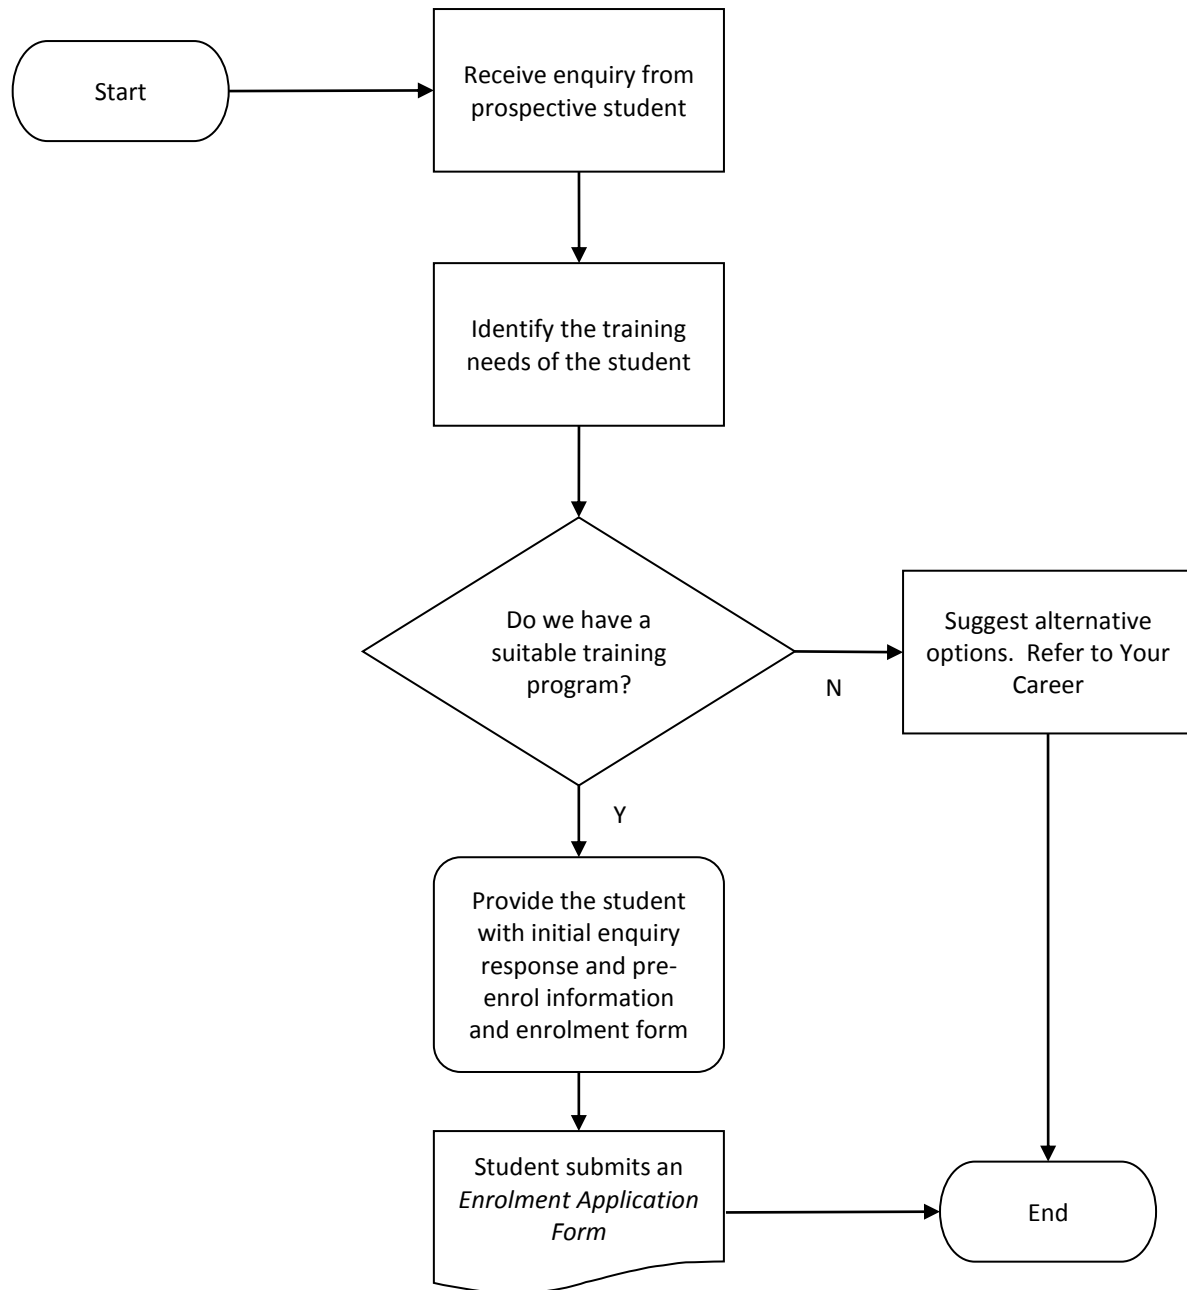 Start
Receive enquiry from
prospective student
Identify the training
needs of the student
Do we have a
suitable training
program?
N
Suggest alternative
options.  Refer to Your
Career
Y
Provide the student
with initial enquiry
response and pre-
enrol information
and enrolment form
Student submits an
Enrolment Application
Form
End